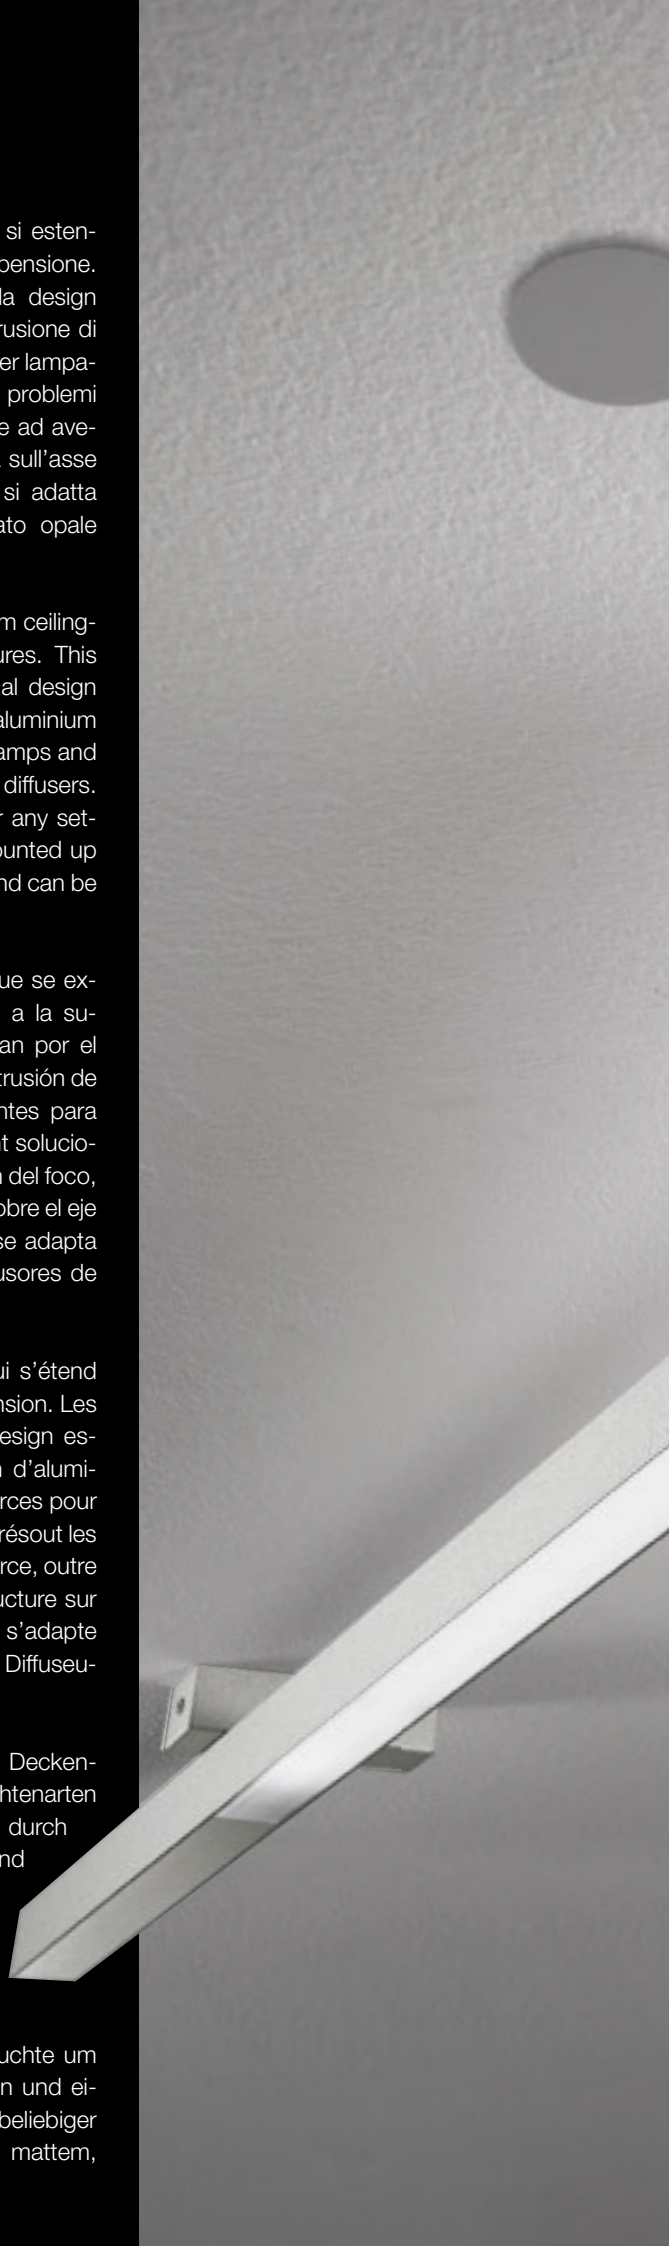 si esten-
pensione.
la design
rusione di
er lampa-
problemi
e ad ave-
sull'asse
si adatta
ato opale
m ceiling-
ures. This
al design
aluminium
amps and
diffusers.
r any set-
ounted up
nd can be
ue se ex-
a la su-
an por el
trusión de
ntes para
nt solucio-
n del foco,
obre el eje
se adapta
usores de
ui s'étend
nsion. Les
esign es-
n d'alumi-
rces pour
résout les
rce, outre
ucture sur
s'adapte
Diffuseu-
Decken-
htenarten
durch
nd
uchte um
n und ei-
beliebiger
mattem,